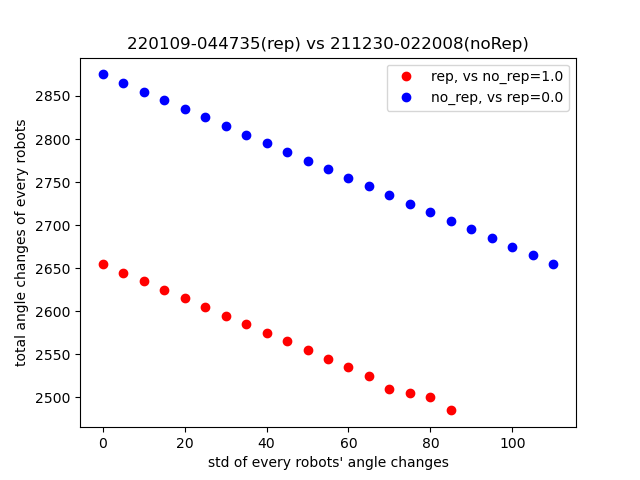 220109-044735(rep) vs 211230-022008(noRep)
rep, vs no_rep=1.0
no_rep, vs rep=0.0
total angle changes of every robots
2850
2800
2750
2700
2650
2600
2550
2500
0 20 40 60 80 100
std of every robots' angle changes